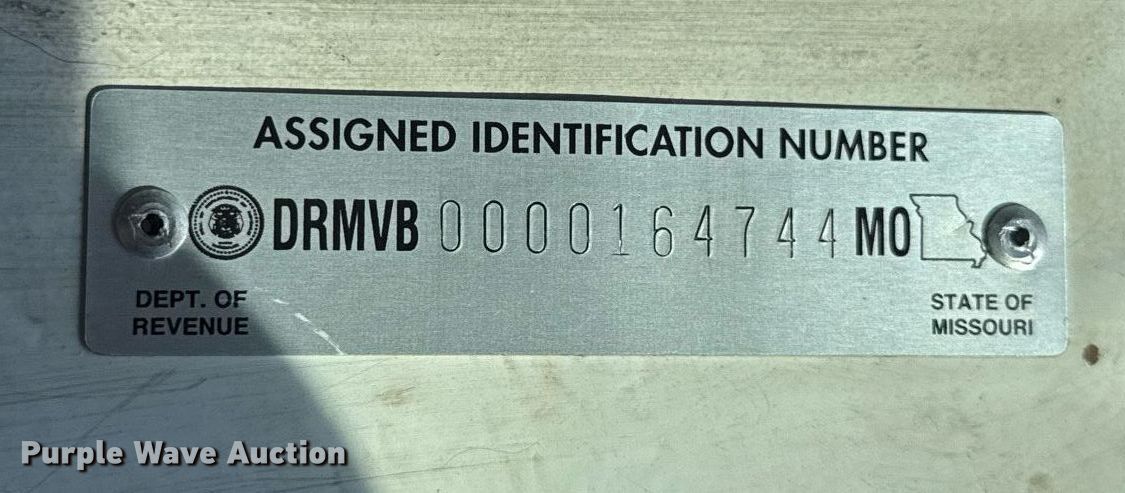 ASSIGNED IDENTIFICATION NUMBER
DRMVB 0000164744 MO
DEPT. OF
REVENUE
STATE OF
MISSOURI
Purple Wave Auction